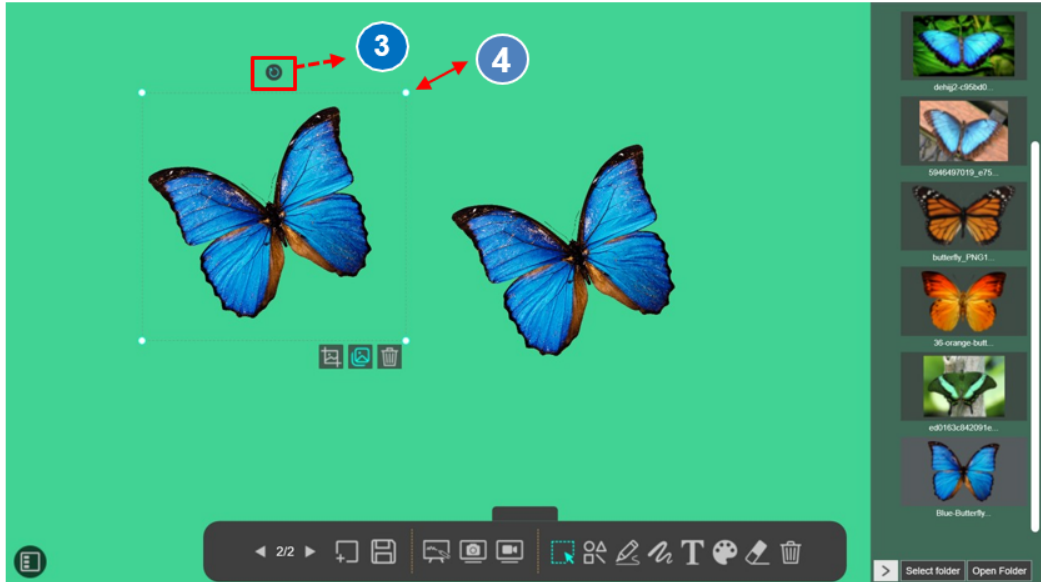 3
4
dehijj2-c95bd0...
5946497019_e75...
butterfly_PNG1...
36-orange-butt...
ed0163c842091e...
Blue-Butterfly...
2/2
T
Select folder
Open Folder